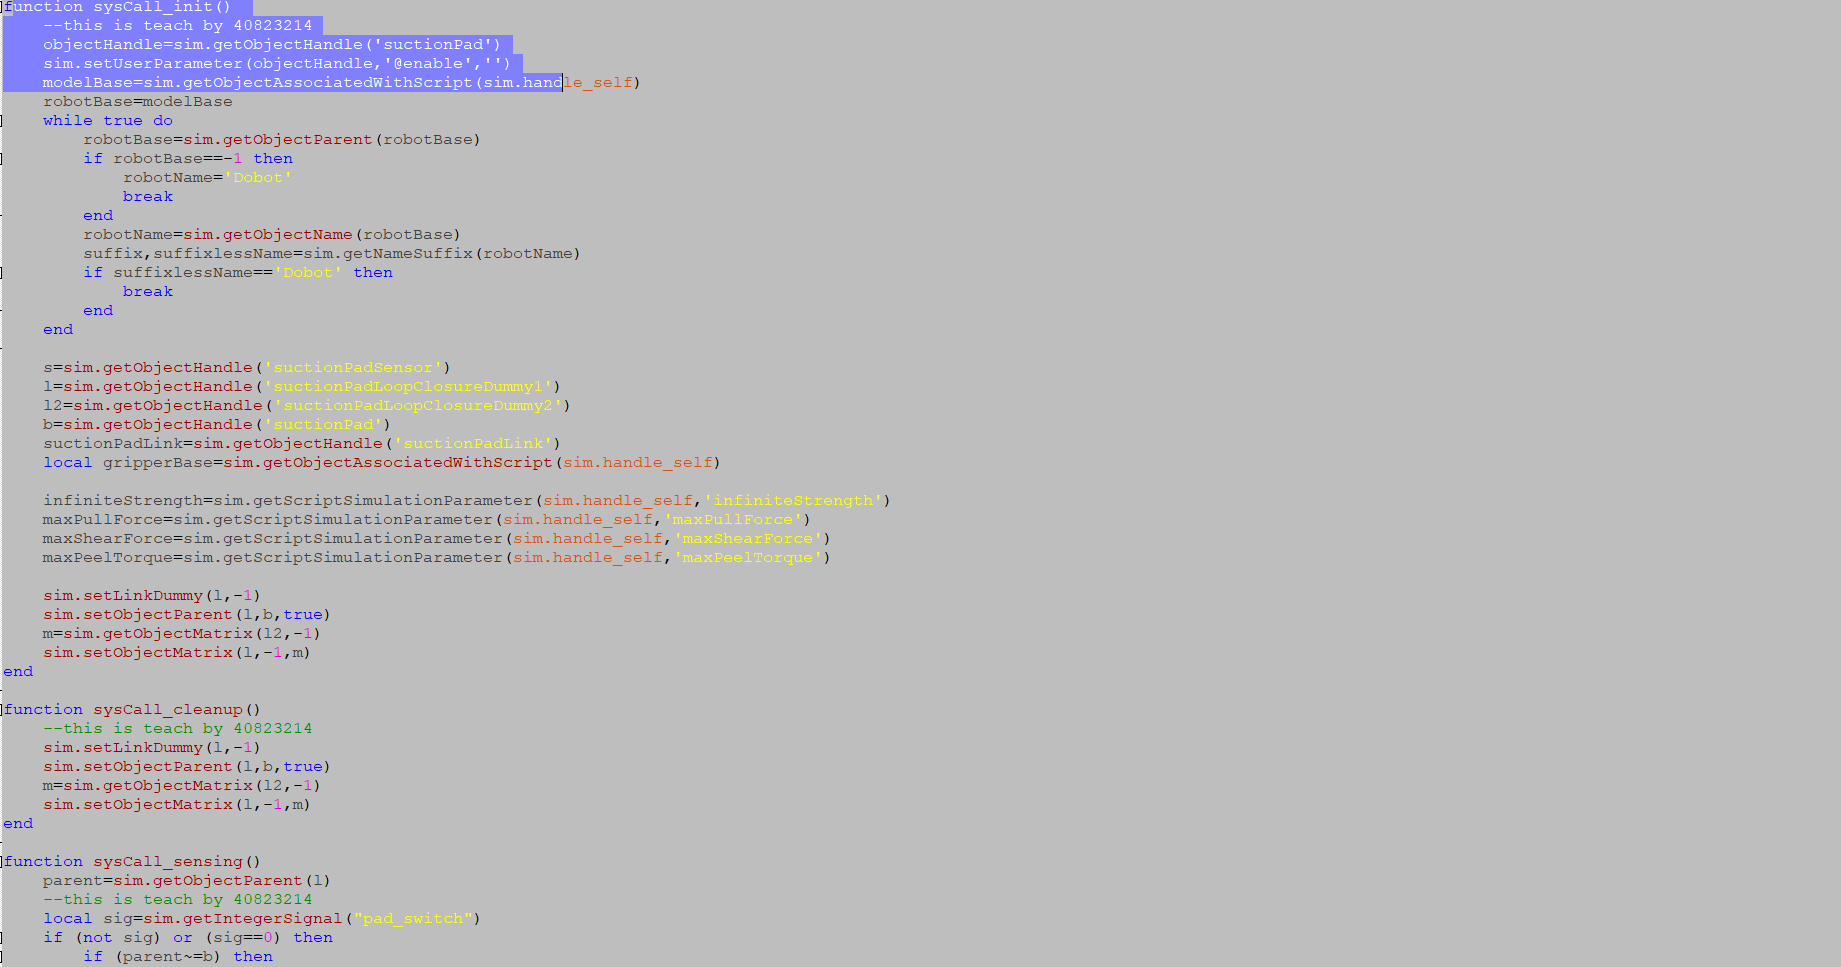 function sysCall_init()
    --this is teach by 40823214
    objectHandle=sim.getObjectHandle('suctionPad')
    sim.setUserParameter(objectHandle,'@enable','')
    modelBase=sim.getObjectAssociatedWithScript(sim.handle_self)
    robotBase=modelBase
    while true do
        robotBase=sim.getObjectParent(robotBase)
        if robotBase==-1 then
            robotName='Dobot'
            break
        end
        robotName=sim.getObjectName(robotBase)
        suffix,suffixlessName=sim.getNameSuffix(robotName)
        if suffixlessName=='Dobot' then
            break
        end
    end
    s=sim.getObjectHandle('suctionPadSensor')
    l=sim.getObjectHandle('suctionPadLoopClosureDummy1')
    l2=sim.getObjectHandle('suctionPadLoopClosureDummy2')
    b=sim.getObjectHandle('suctionPad')
    suctionPadLink=sim.getObjectHandle('suctionPadLink')
    local gripperBase=sim.getObjectAssociatedWithScript(sim.handle_self)
    infiniteStrength=sim.getScriptSimulationParameter(sim.handle_self,'infiniteStrength')
    maxPullForce=sim.getScriptSimulationParameter(sim.handle_self,'maxPullForce')
    maxShearForce=sim.getScriptSimulationParameter(sim.handle_self,'maxShearForce')
    maxPeelTorque=sim.getScriptSimulationParameter(sim.handle_self,'maxPeelTorque')
    sim.setLinkDummy(l,-1)
    sim.setObjectParent(l,b,true)
    m=sim.getObjectMatrix(l2,-1)
    sim.setObjectMatrix(l,-1,m)
end
function sysCall_cleanup()
    --this is teach by 40823214
    sim.setLinkDummy(l,-1)
    sim.setObjectParent(l,b,true)
    m=sim.getObjectMatrix(l2,-1)
    sim.setObjectMatrix(l,-1,m)
end
function sysCall_sensing()
    parent=sim.getObjectParent(l)
    --this is teach by 40823214
    local sig=sim.getIntegerSignal("pad_switch")
    if (not sig) or (sig==0) then
        if (parent~=b) then